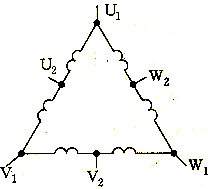 U₁
U₂ W₂
V₁ V₂ W₁